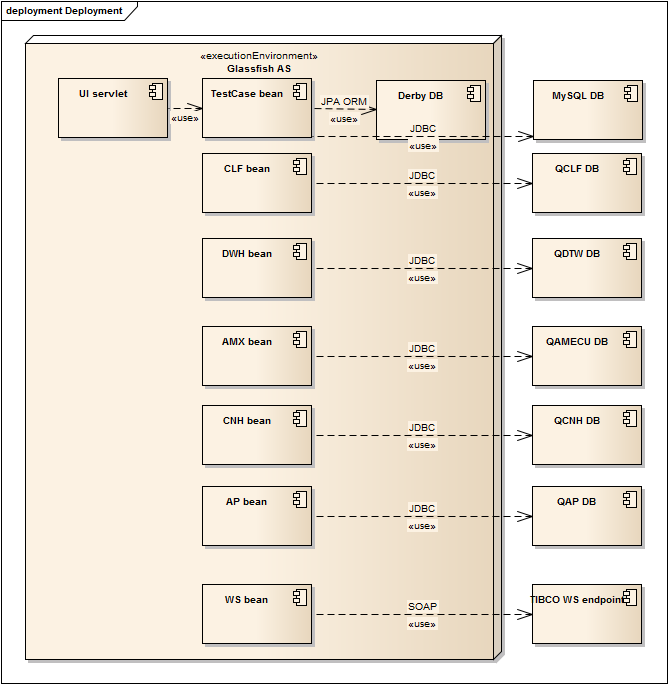 deployment Deployment
«executionEnvironment»
Glassfish AS
UI servlet
«use»
TestCase bean
JPA ORM
«use»
Derby DB
JDBC
«use»
MySQL DB
CLF bean
JDBC
«use»
QCLF DB
DWH bean
JDBC
«use»
QDTW DB
AMX bean
JDBC
«use»
QAMECU DB
CNH bean
JDBC
«use»
QCNH DB
AP bean
JDBC
«use»
QAP DB
WS bean
SOAP
«use»
TIBCO WS endpoint